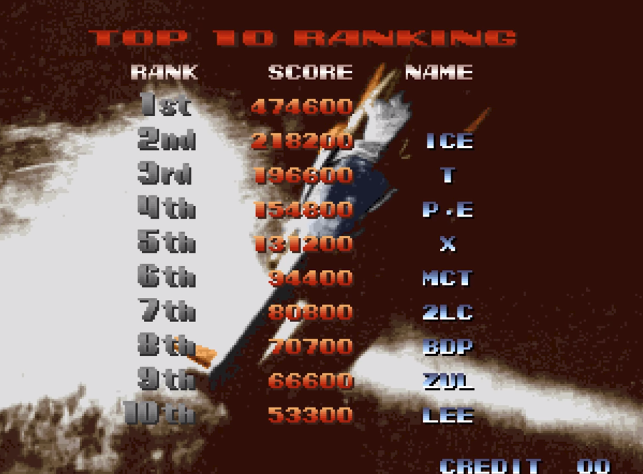 TOP 10 RANKING
RANK SCORE NAME
1st 474600
2nd 218200 ICE
3rd 196600 T
4th 154800 P.E
5th 131200 X
6th 94400 MCT
7th 80800 2LC
8th 70700 BDP
9th 66600 ZUL
10th 53300 LEE
CREDIT 00